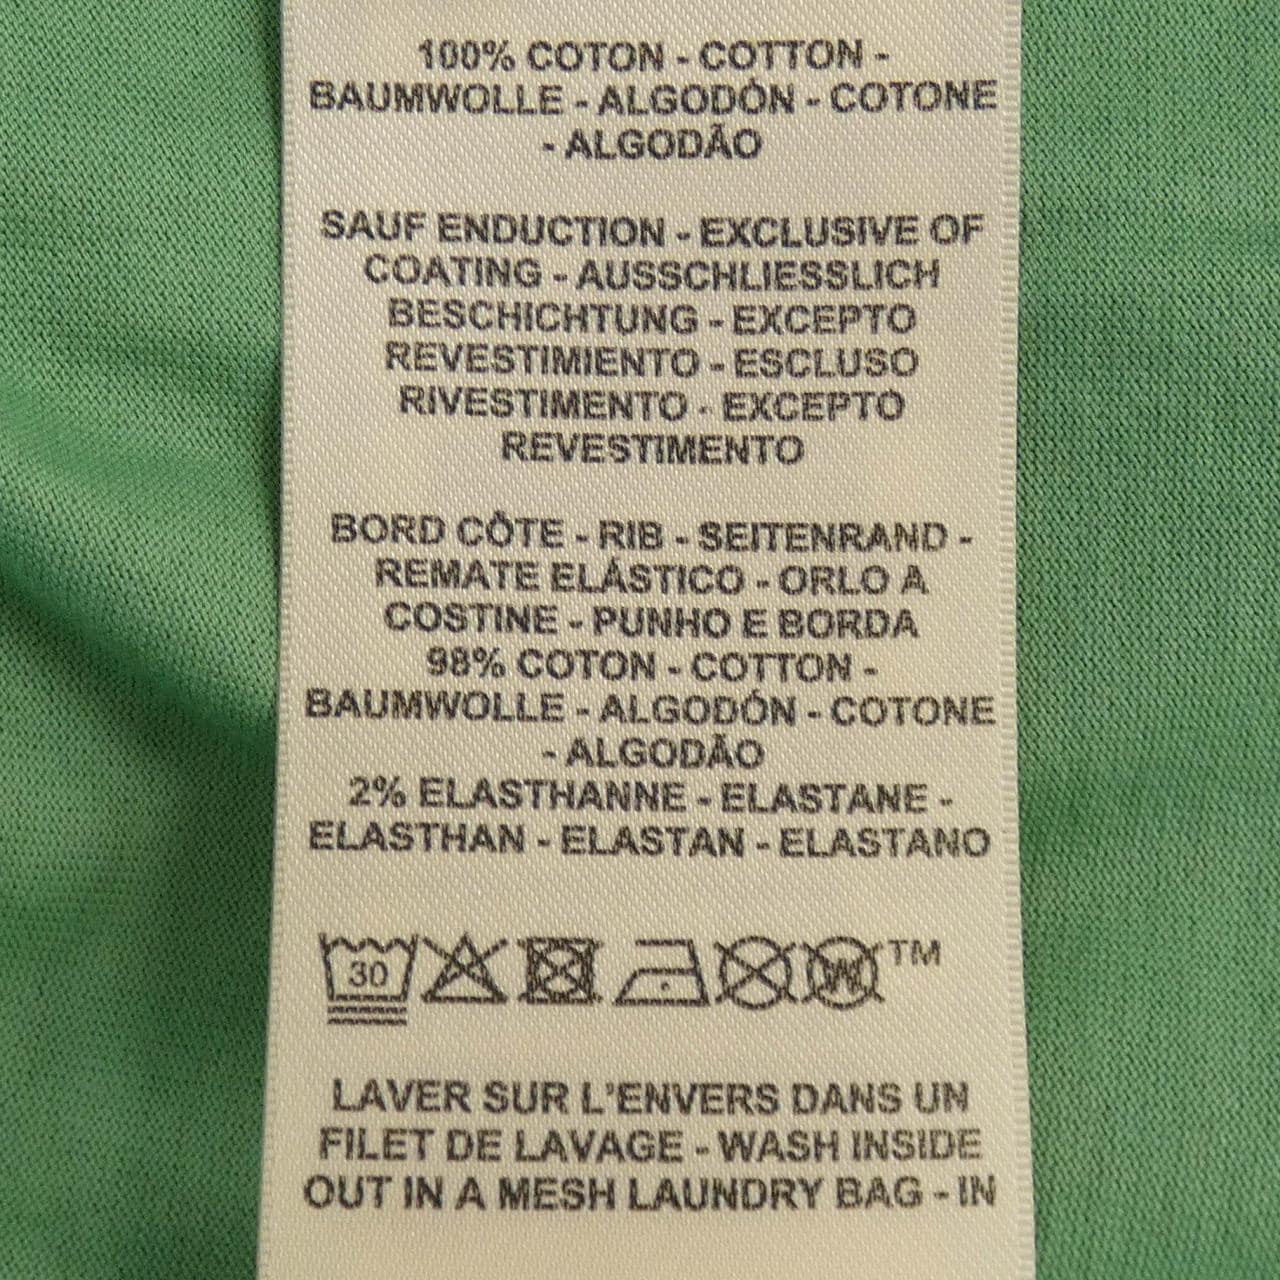 100% COTON - COTTON -
BAUMWOLLE - ALGODÓN - COTONE
- ALGODÃO
SAUF ENDUCTION - EXCLUSIVE OF
COATING - AUSSCHLIESSLICH
BESCHICHTUNG - EXCEPTO
REVESTIMIENTO - ESCLUSO
RIVESTIMENTO - EXCEPTO
REVESTIMENTO
BORD CÔTE - RIB - SEITENRAND -
REMATE ELÁSTICO - ORLO A
COSTINE - PUNHO E BORDA
98% COTON - COTTON -
BAUMWOLLE - ALGODÓN - COTONE
- ALGODÃO
2% ELASTHANNE - ELASTANE -
ELASTHAN - ELASTAN - ELASTANO
30 W TM
LAVER SUR L'ENVERS DANS UN
FILET DE LAVAGE - WASH INSIDE
OUT IN A MESH LAUNDRY BAG - IN